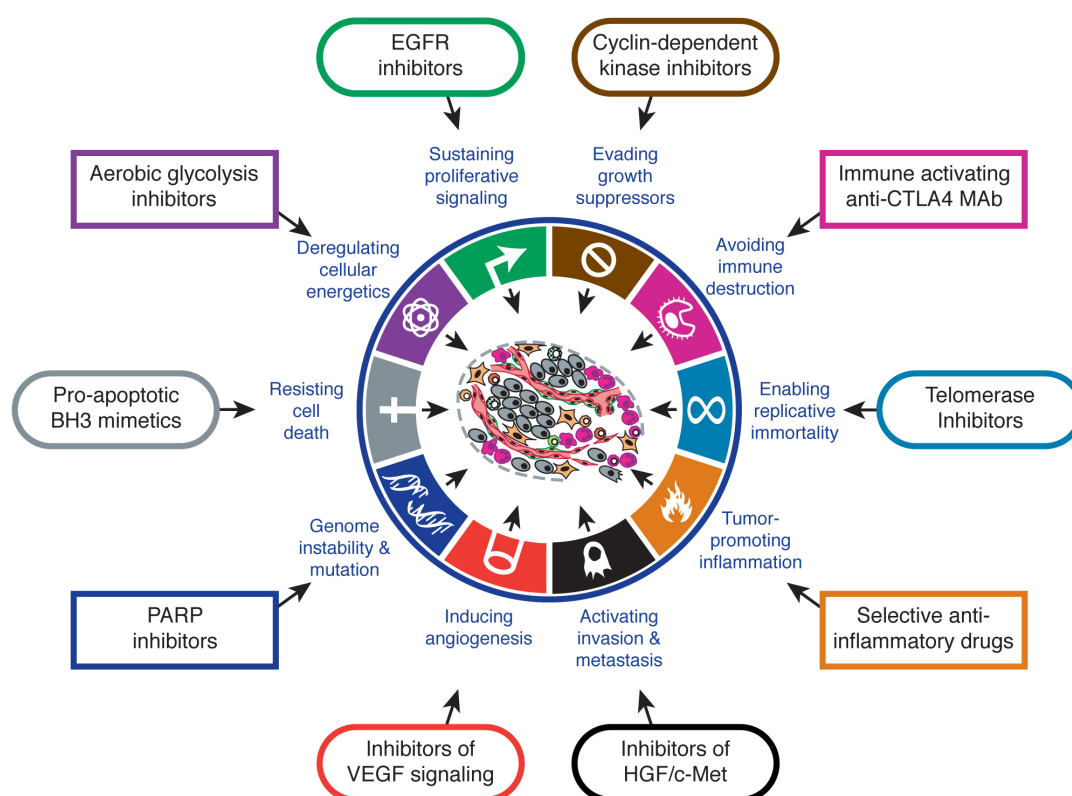 EGFR
inhibitors
Cyclin-dependent
kinase inhibitors
Sustaining
proliferative
signaling
Evading
growth
suppressors
Aerobic glycolysis
inhibitors
Immune activating
anti-CTLA4 MAb
Deregulating
cellular
energetics
Avoiding
immune
destruction
Pro-apoptotic
BH3 mimetics
Resisting
cell
death
Enabling
replicative
immortality
Telomerase
Inhibitors
Genome
instability &
mutation
Tumor-
promoting
inflammation
PARP
inhibitors
Inducing
angiogenesis
Activating
invasion &
metastasis
Selective anti-
inflammatory drugs
Inhibitors of
VEGF signaling
Inhibitors of
HGF/c-Met